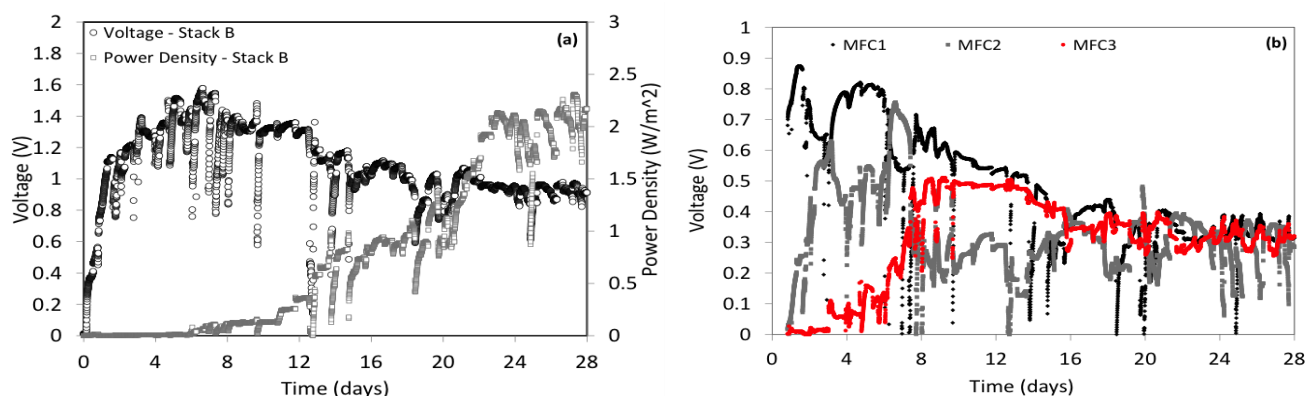 (a)
Voltage - Stack B
Power Density - Stack B
Voltage (V)
2
1.8
1.6
1.4
1.2
1
0.8
0.6
0.4
0.2
0
Power Density (W/m^2)
3
2.5
2
1.5
1
0.5
0
0 4 8 12 16 20 24 28
Time (days)
(b)
MFC1 MFC2 MFC3
Voltage (V)
1
0.9
0.8
0.7
0.6
0.5
0.4
0.3
0.2
0.1
0
0 4 8 12 16 20 24 28
Time (days)